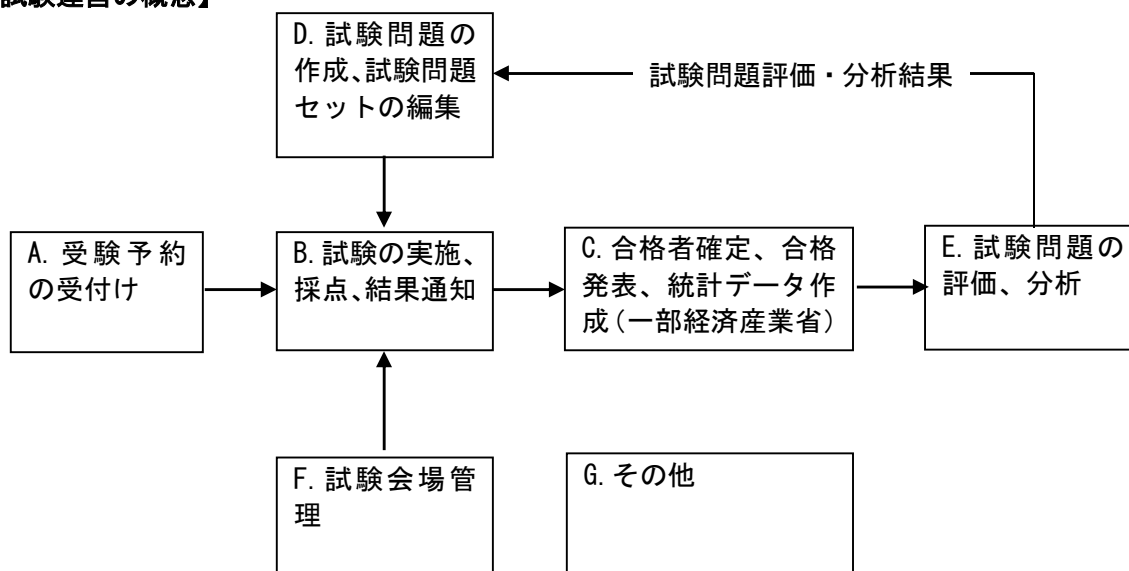 試験運営の概念】
D. 試験問題の
作成、試験問題
セットの編集
試験問題評価・分析結果
A. 受験予約
の受付け
B. 試験の実施、
採点、結果通知
C. 合格者確定、合格
発表、統計データ作
成(一部経済産業省)
E. 試験問題の
評価、分析
F. 試験会場管
理
G. その他